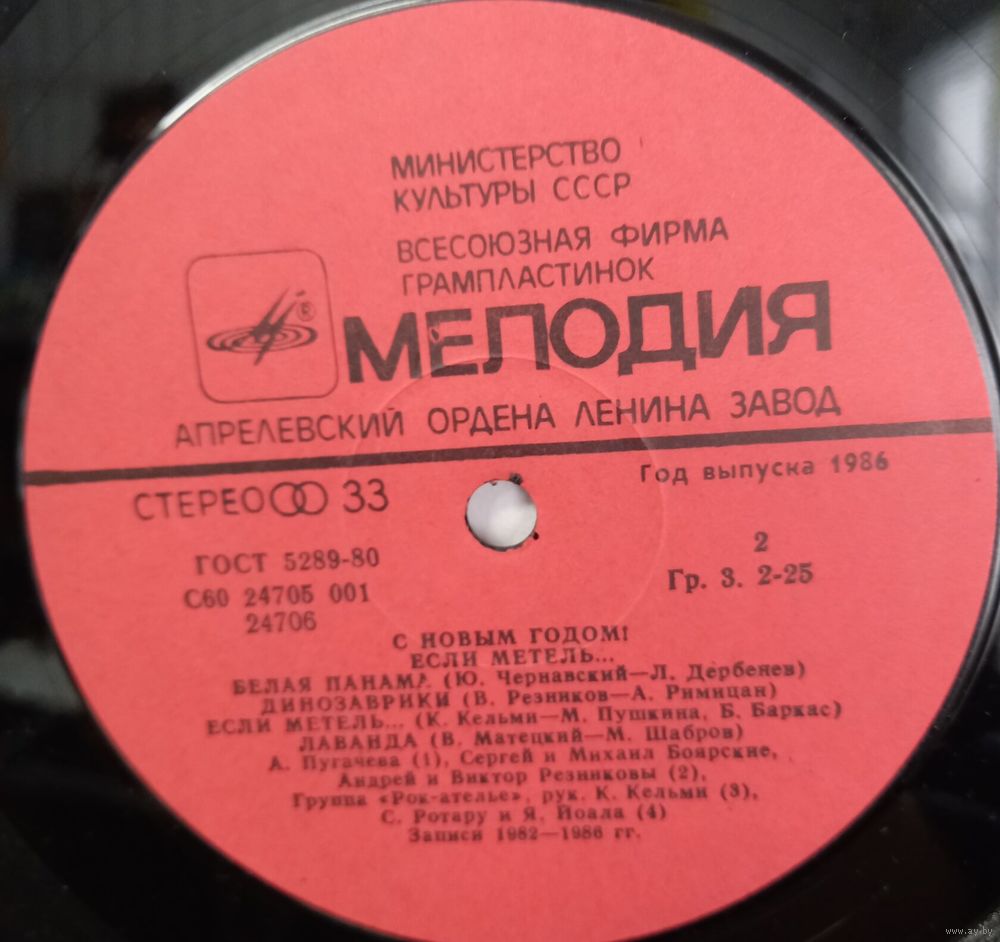 МИНИСТЕРСТВО
КУЛЬТУРЫ СССР
ВСЕСОЮЗНАЯ ФИРМА
ГРАМПЛАСТИНОК
®
МЕЛОДИЯ
АПРЕЛЕВСКИЙ ОРДЕНА ЛЕНИНА ЗАВОД
СТЕРЕО 33
Год выпуска 1986
ГОСТ 5289-80
С60 24705 001
24706
2
Гр. 3. 2-25
С НОВЫМ ГОДОМ!
ЕСЛИ МЕТЕЛЬ...
БЕЛАЯ ПАНАМА (Ю. Чернавский—Л. Дербенев)
ДИНОЗАВРИКИ (В. Резников—А. Римицан)
ЕСЛИ МЕТЕЛЬ... (К. Кельми—М. Пушкина, Б. Баркас)
ЛАВАНДА (В. Матецкий—М. Шабров)
А. Пугачева (1), Сергей и Михаил Боярские,
Андрей и Виктор Резниковы (2),
Группа «Рок-ателье», рук. К. Кельми (3),
С. Ротару и Я. Йоала (4)
Записи 1982—1986 гг.
www.ay.by